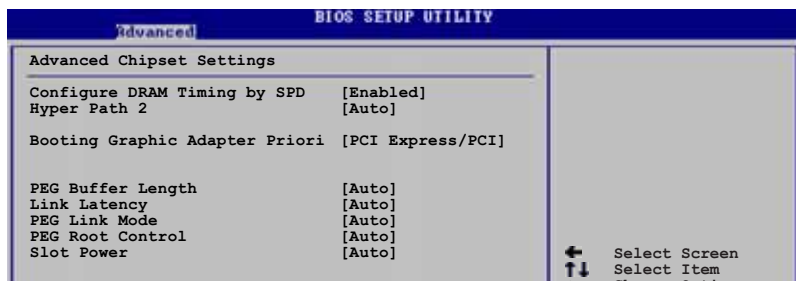 BIOS SETUP UTILITY
Advanced
Advanced Chipset Settings
Configure DRAM Timing by SPD [Enabled]
Hyper Path 2 [Auto]
Booting Graphic Adapter Priori [PCI Express/PCI]
PEG Buffer Length [Auto]
Link Latency [Auto]
PEG Link Mode [Auto]
PEG Root Control [Auto]
Slot Power [Auto]
← Select Screen
↑↓ Select Item